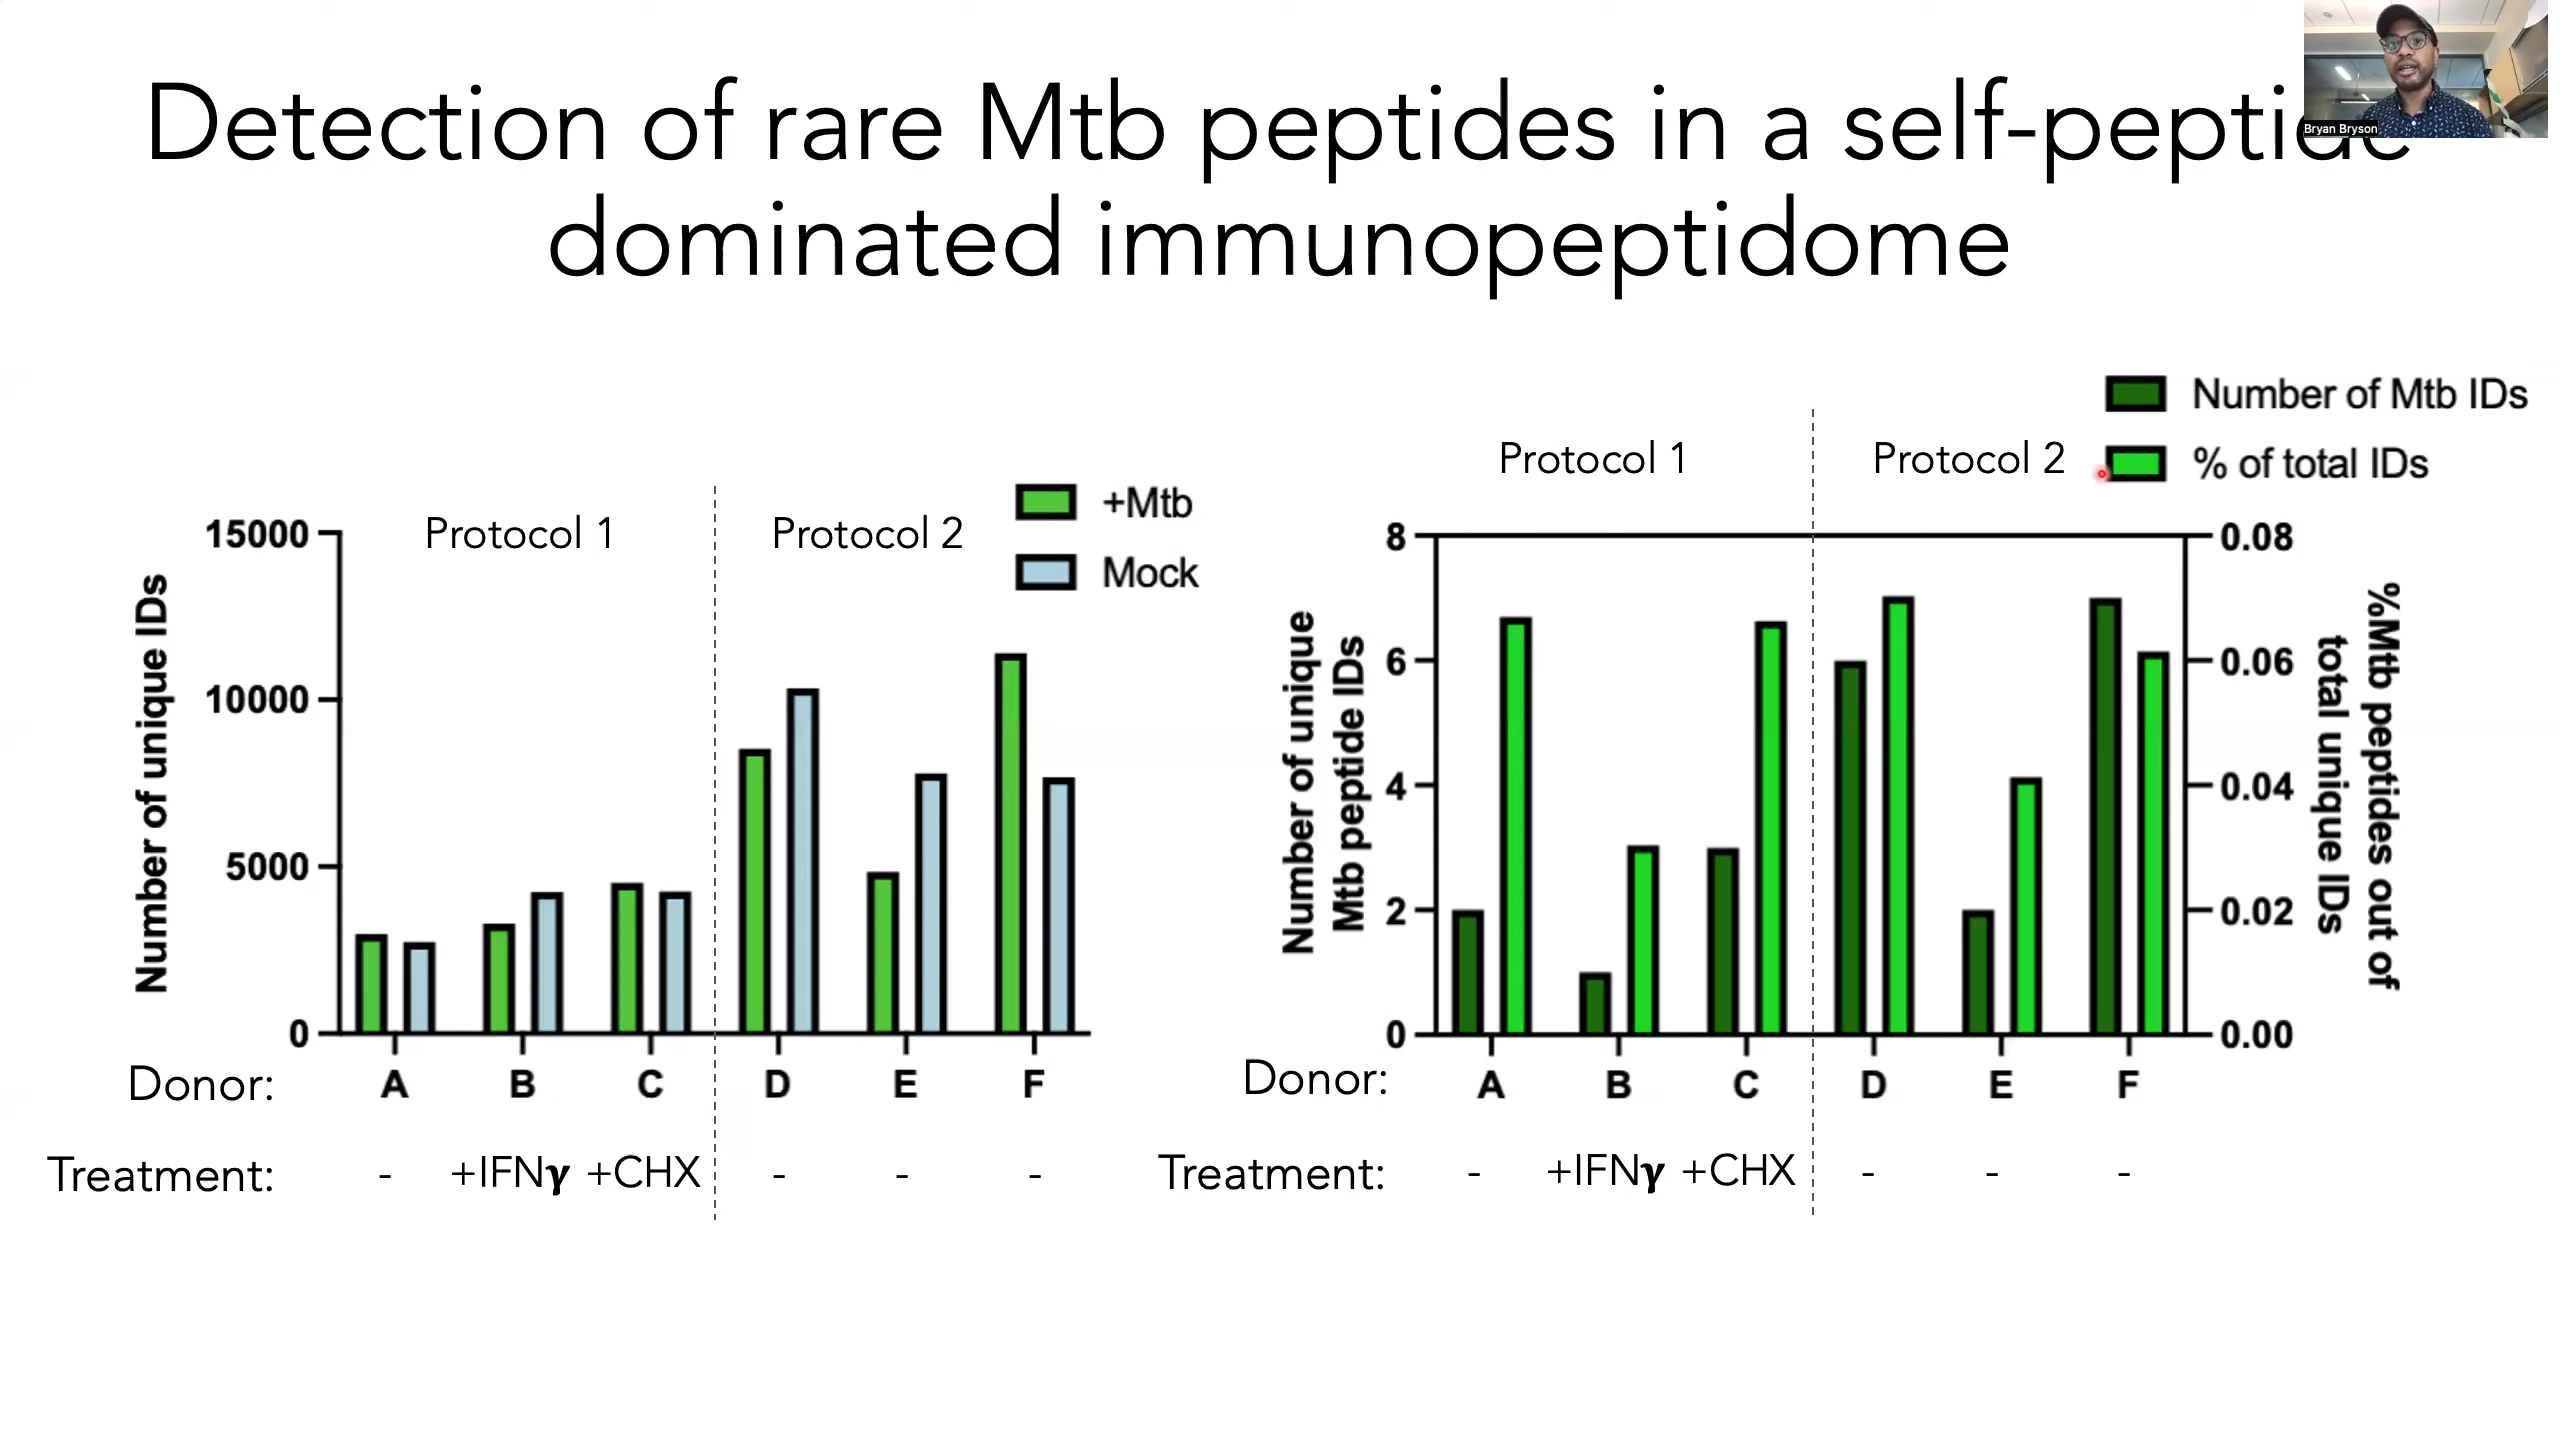 Bryan Bryson
Detection of rare Mtb peptides in a self-peptide
dominated immunopeptidome
Number of unique IDs
15000
10000
5000
0
Protocol 1
Protocol 2
+Mtb
Mock
Donor:
A
B
C
D
E
F
Treatment:
-
+IFNγ
+CHX
-
-
-
Number of Mtb IDs
% of total IDs
Protocol 1
Protocol 2
Number of unique
Mtb peptide IDs
8
6
4
2
0
0.08
0.06
0.04
0.02
0.00
%Mtb peptides out of
total unique IDs
Donor:
A
B
C
D
E
F
Treatment:
-
+IFNγ
+CHX
-
-
-